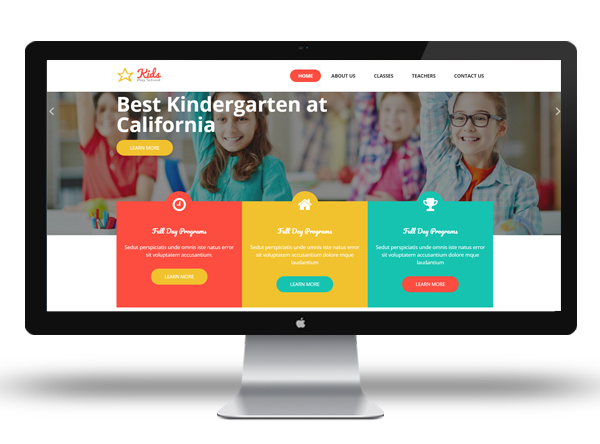 Kids
Play School
HOME
ABOUT US
CLASSES
TEACHERS
CONTACT US
Best Kindergarten at
California
LEARN MORE
Full Day Programs
Sedut perspiciatis unde omnis iste natus error
sit voluptatem accusantium.
LEARN MORE
Full Day Programs
Sedut perspiciatis unde omnis iste natus error
sit voluptatem accusantium dolore mque
laudantium
LEARN MORE
Full Day Programs
Sedut perspiciatis unde omnis iste natus error
sit voluptatem accusantium dolore mque
laudantium
LEARN MORE